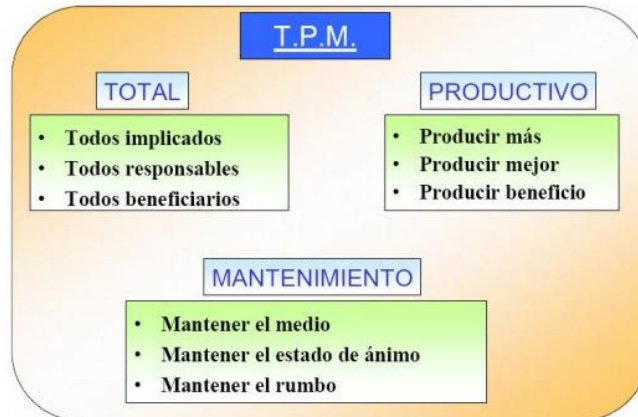 T.P.M.
TOTAL
• Todos implicados
• Todos responsables
• Todos beneficiarios
PRODUCTIVO
• Producir más
• Producir mejor
• Producir beneficio
MANTENIMIENTO
• Mantener el medio
• Mantener el estado de ánimo
• Mantener el rumbo